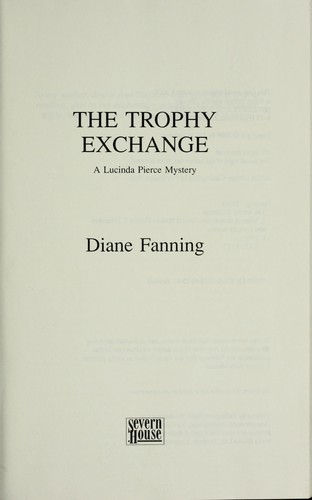 THE TROPHY
EXCHANGE
A Lucinda Pierce Mystery
Diane Fanning
Severn
House